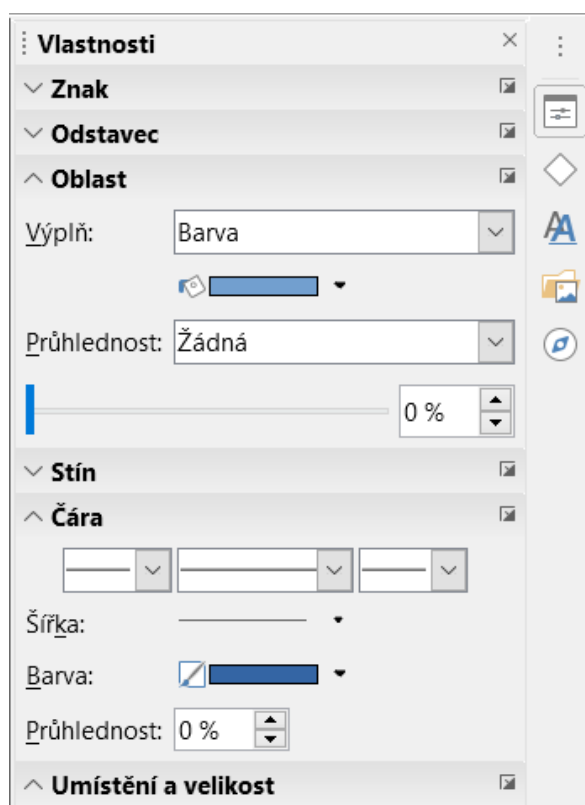 Vlastnosti
Znak
Odstavec
Oblast
Výplň: Barva
Průhlednost: Žádná
0 %
Stín
Čára
Šířka:
Barva:
Průhlednost: 0 %
Umístění a velikost